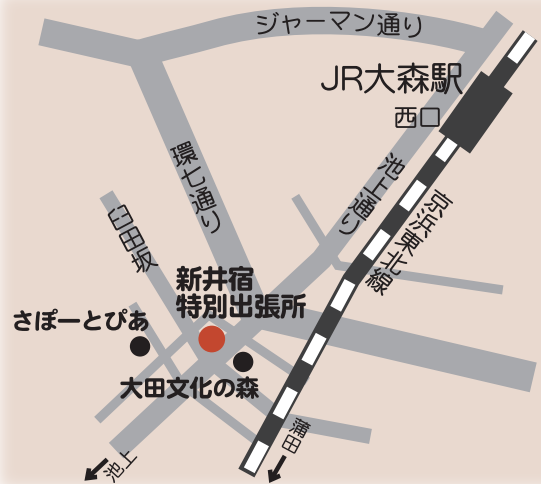 ジャーマン通り
JR大森駅
西口
環七通り
池上通り
京浜東北線
臼田坂
新井宿
特別出張所
さぽーとぴあ
大田文化の森
蒲田
池上